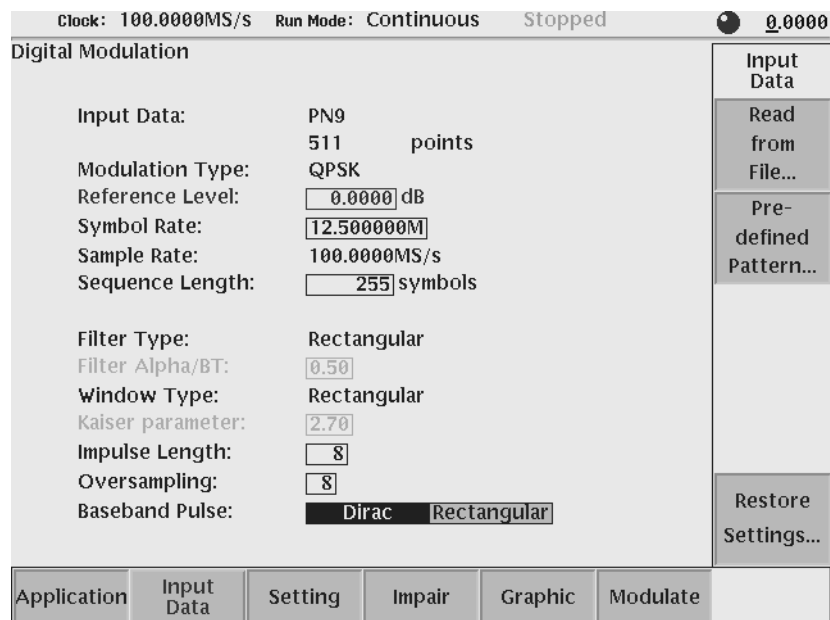 Clock: 100.0000MS/s Run Mode: Continuous Stopped 0.0000
Digital Modulation
Input Data: PN9
511 points
Modulation Type: QPSK
Reference Level: 0.0000 dB
Symbol Rate: 12.500000M
Sample Rate: 100.0000MS/s
Sequence Length: 255 symbols
Filter Type: Rectangular
Filter Alpha/BT: 0.50
Window Type: Rectangular
Kaiser parameter: 2.70
Impulse Length: 8
Oversampling: 8
Baseband Pulse: Dirac Rectangular
Input
Data
Read
from
File...
Pre-
defined
Pattern...
Restore
Settings...
Application
Input
Data
Setting
Impair
Graphic
Modulate